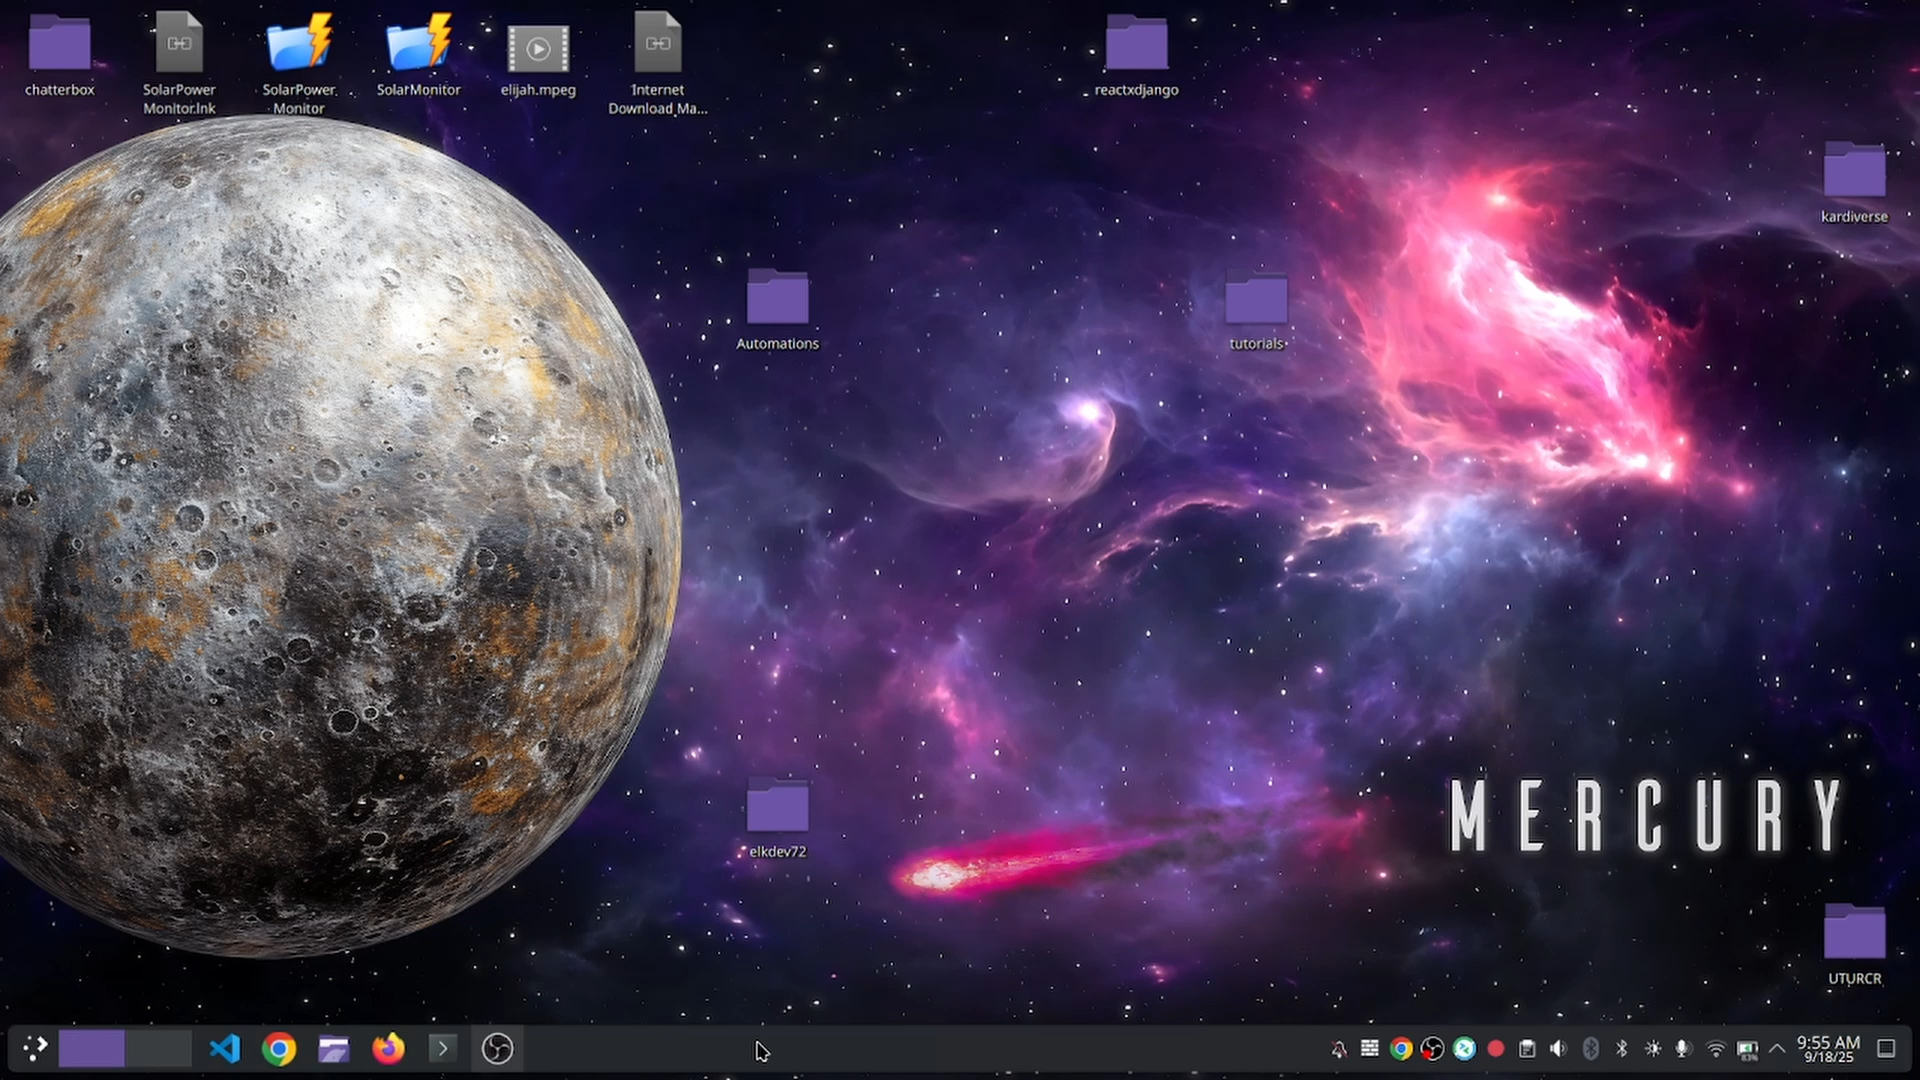 chatterbox
SolarPower
Monitor.lnk
SolarPower.
Monitor
SolarMonitor
elijah.mpeg
Internet
Download Ma...
reactxdjango
kardiverse
Automations
tutorials
elkdev72
MERCURY
UTURCR
9:55 AM
9/18/25